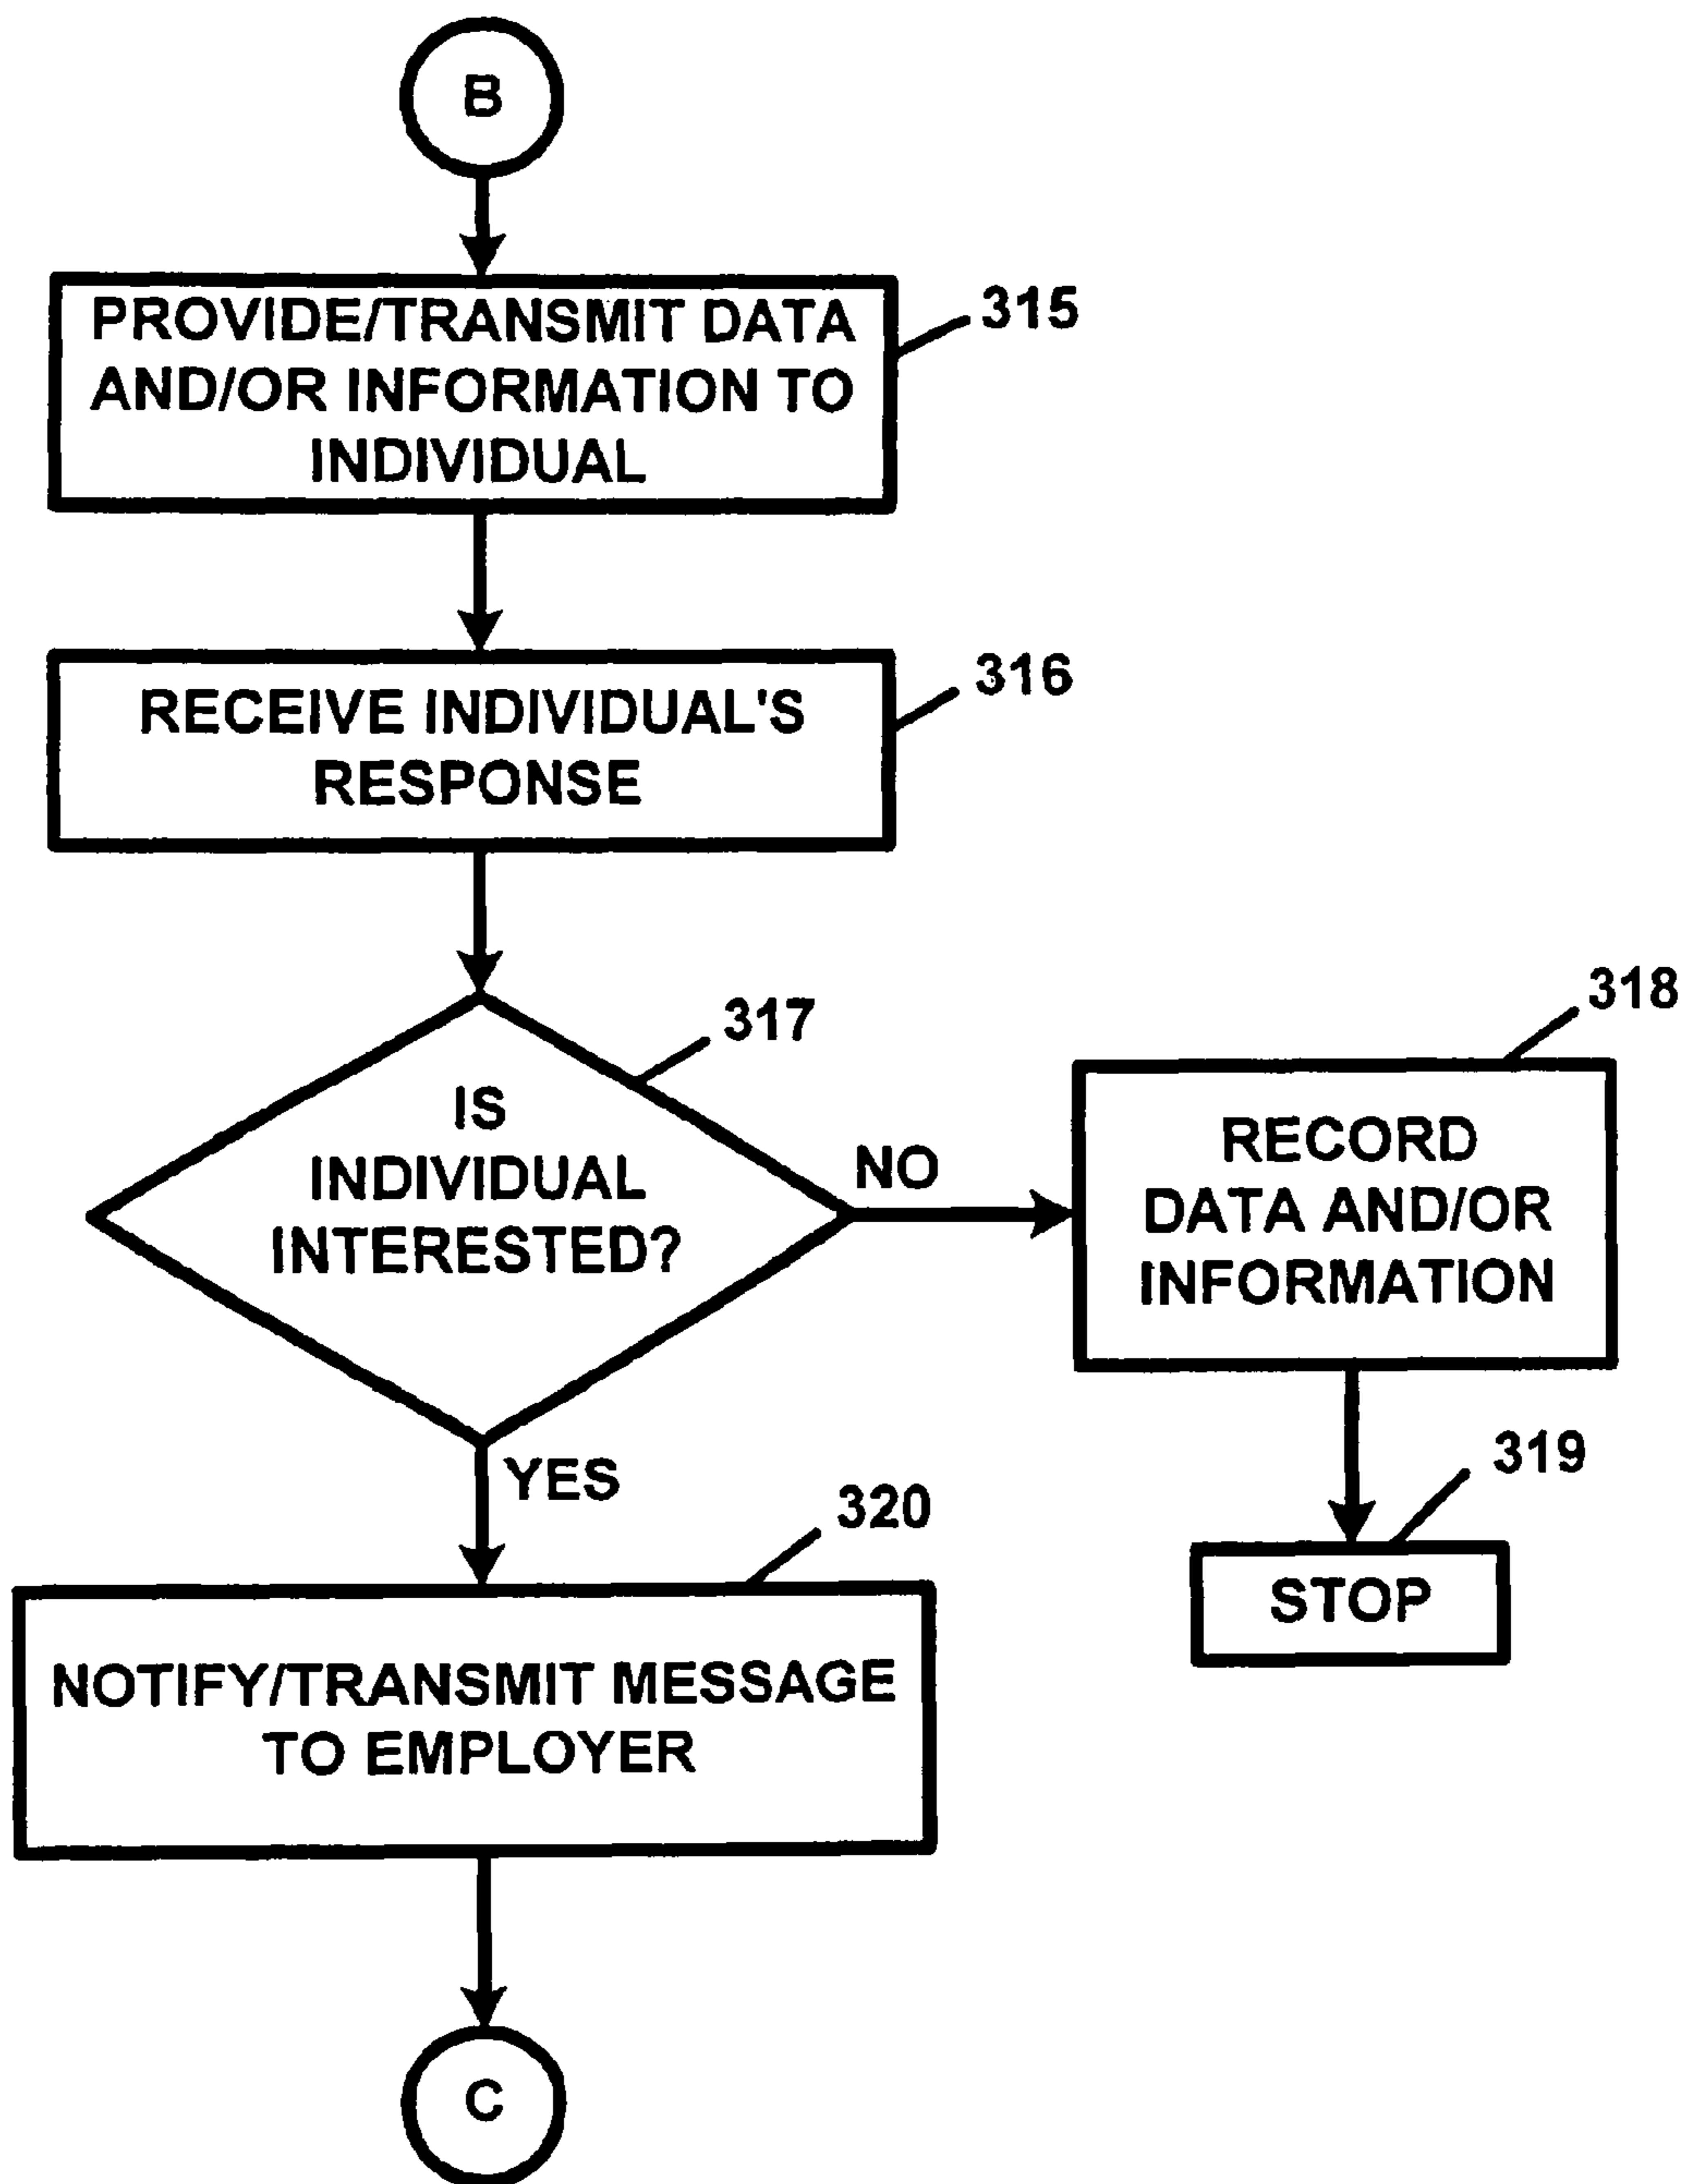 B
PROVIDE/TRANSMIT DATA
AND/OR INFORMATION TO
INDIVIDUAL
315
RECEIVE INDIVIDUAL'S
RESPONSE
316
IS
INDIVIDUAL
INTERESTED?
317
NO
RECORD
DATA AND/OR
INFORMATION
318
STOP
319
YES
NOTIFY/TRANSMIT MESSAGE
TO EMPLOYER
320
C